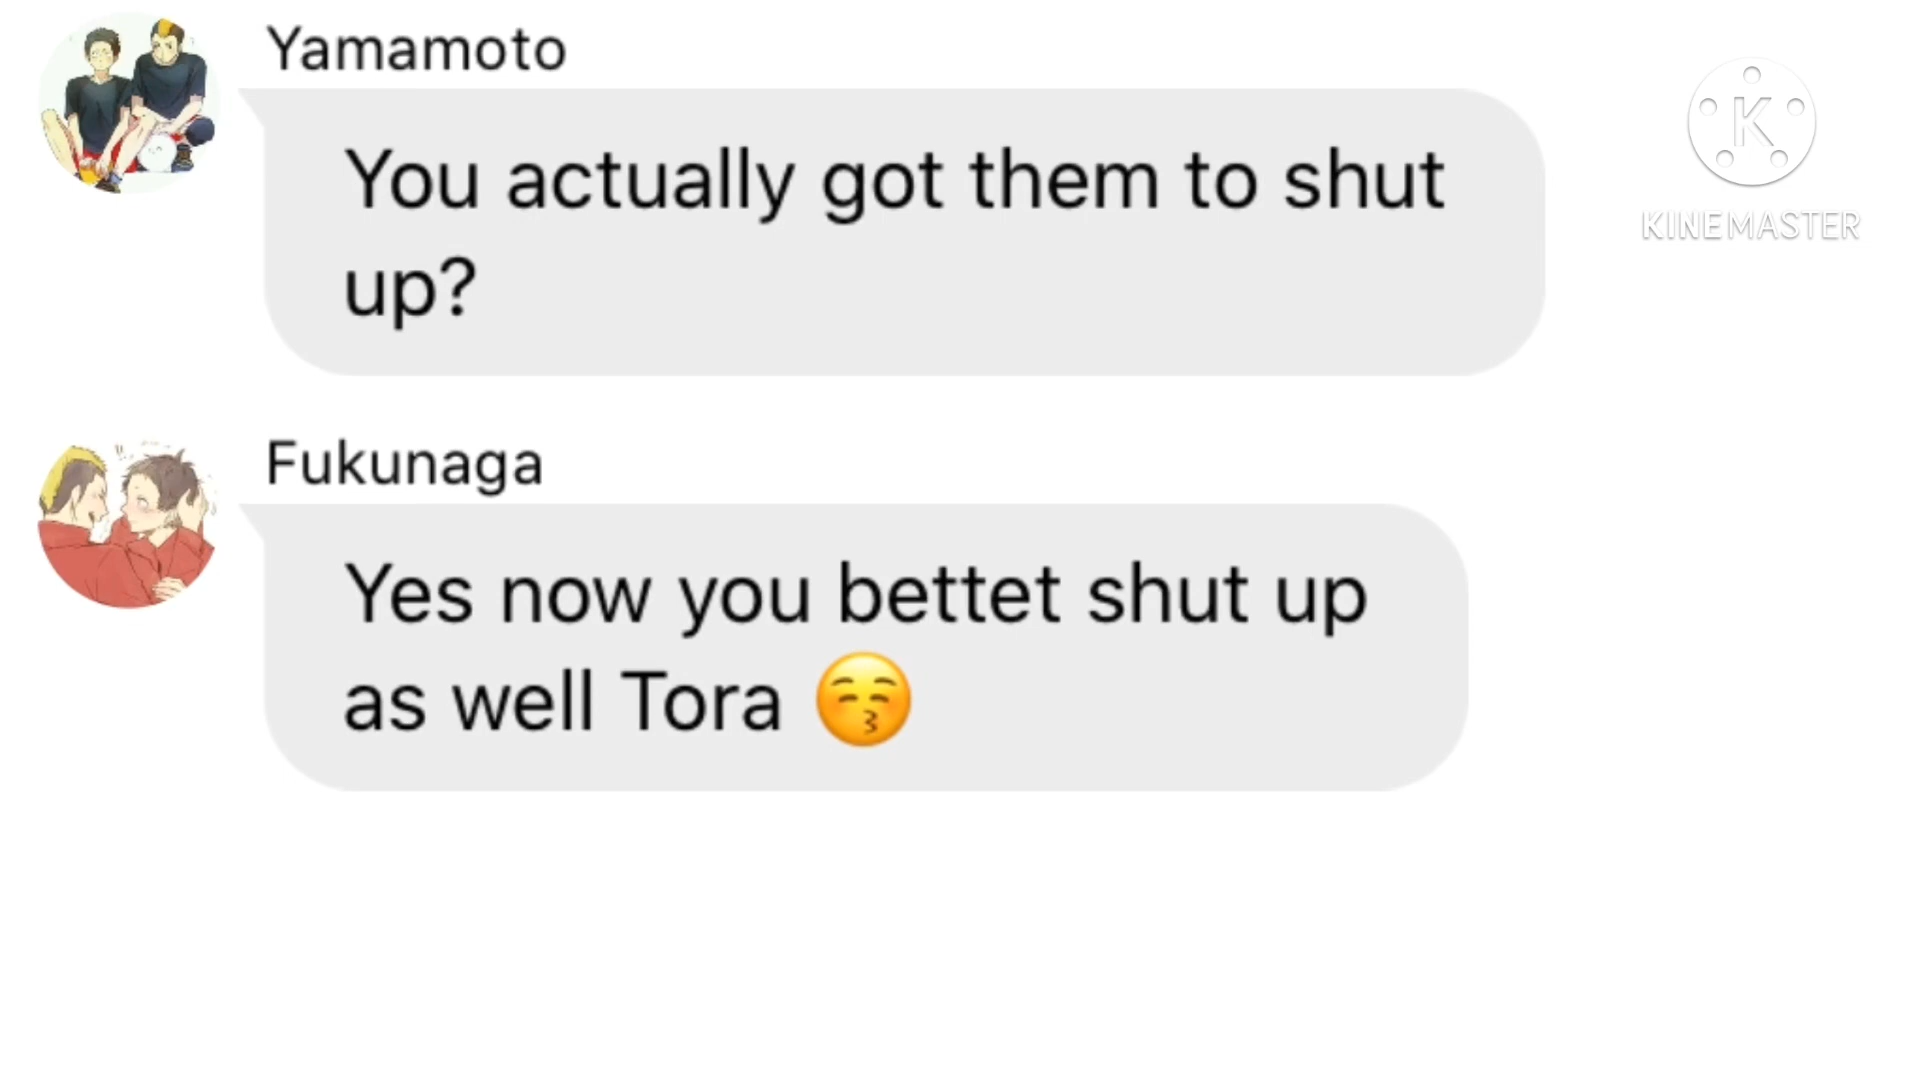 Yamamoto
You actually got them to shut
up?
K
KINEMASTER
Fukunaga
Yes now you bettet shut up
as well Tora 😚